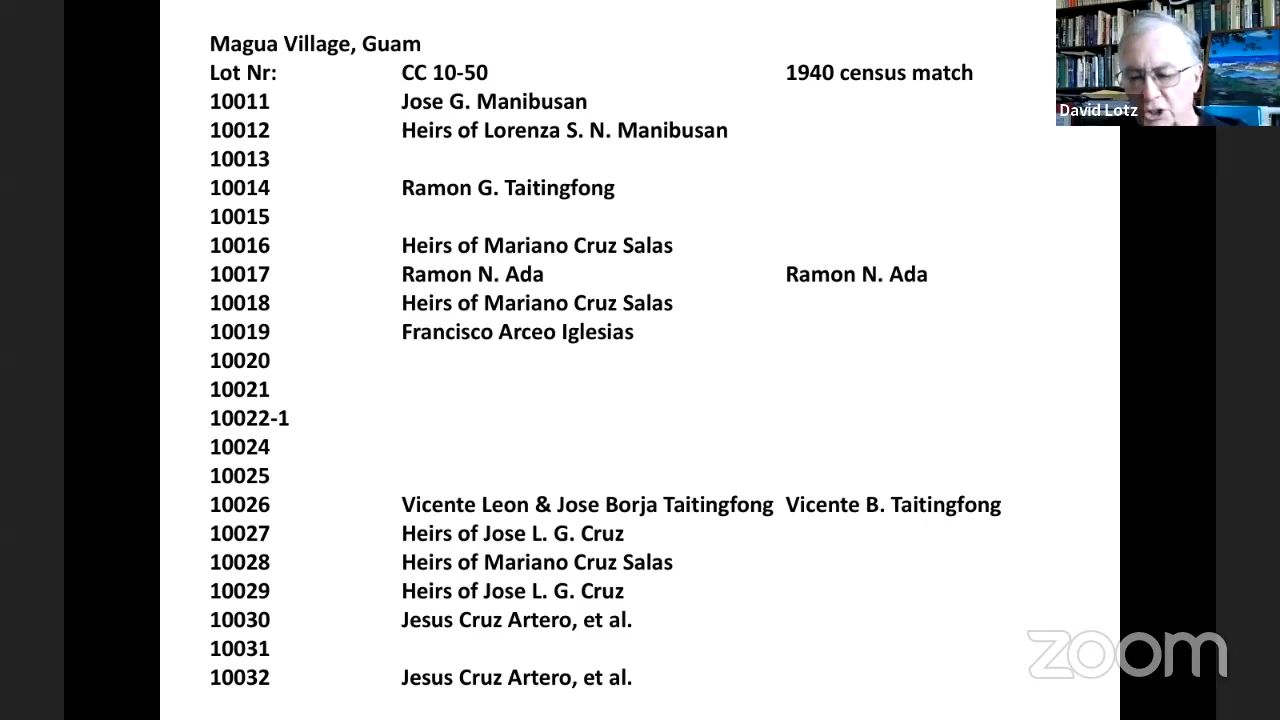 Magua Village, Guam
Lot Nr: CC 10-50 1940 census match
10011 Jose G. Manibusan
10012 Heirs of Lorenza S. N. Manibusan
10013
10014 Ramon G. Taitingfong
10015
10016 Heirs of Mariano Cruz Salas
10017 Ramon N. Ada Ramon N. Ada
10018 Heirs of Mariano Cruz Salas
10019 Francisco Arceo Iglesias
10020
10021
10022-1
10024
10025
10026 Vicente Leon & Jose Borja Taitingfong Vicente B. Taitingfong
10027 Heirs of Jose L. G. Cruz
10028 Heirs of Mariano Cruz Salas
10029 Heirs of Jose L. G. Cruz
10030 Jesus Cruz Artero, et al.
10031
10032 Jesus Cruz Artero, et al.
David Lotz
zoom